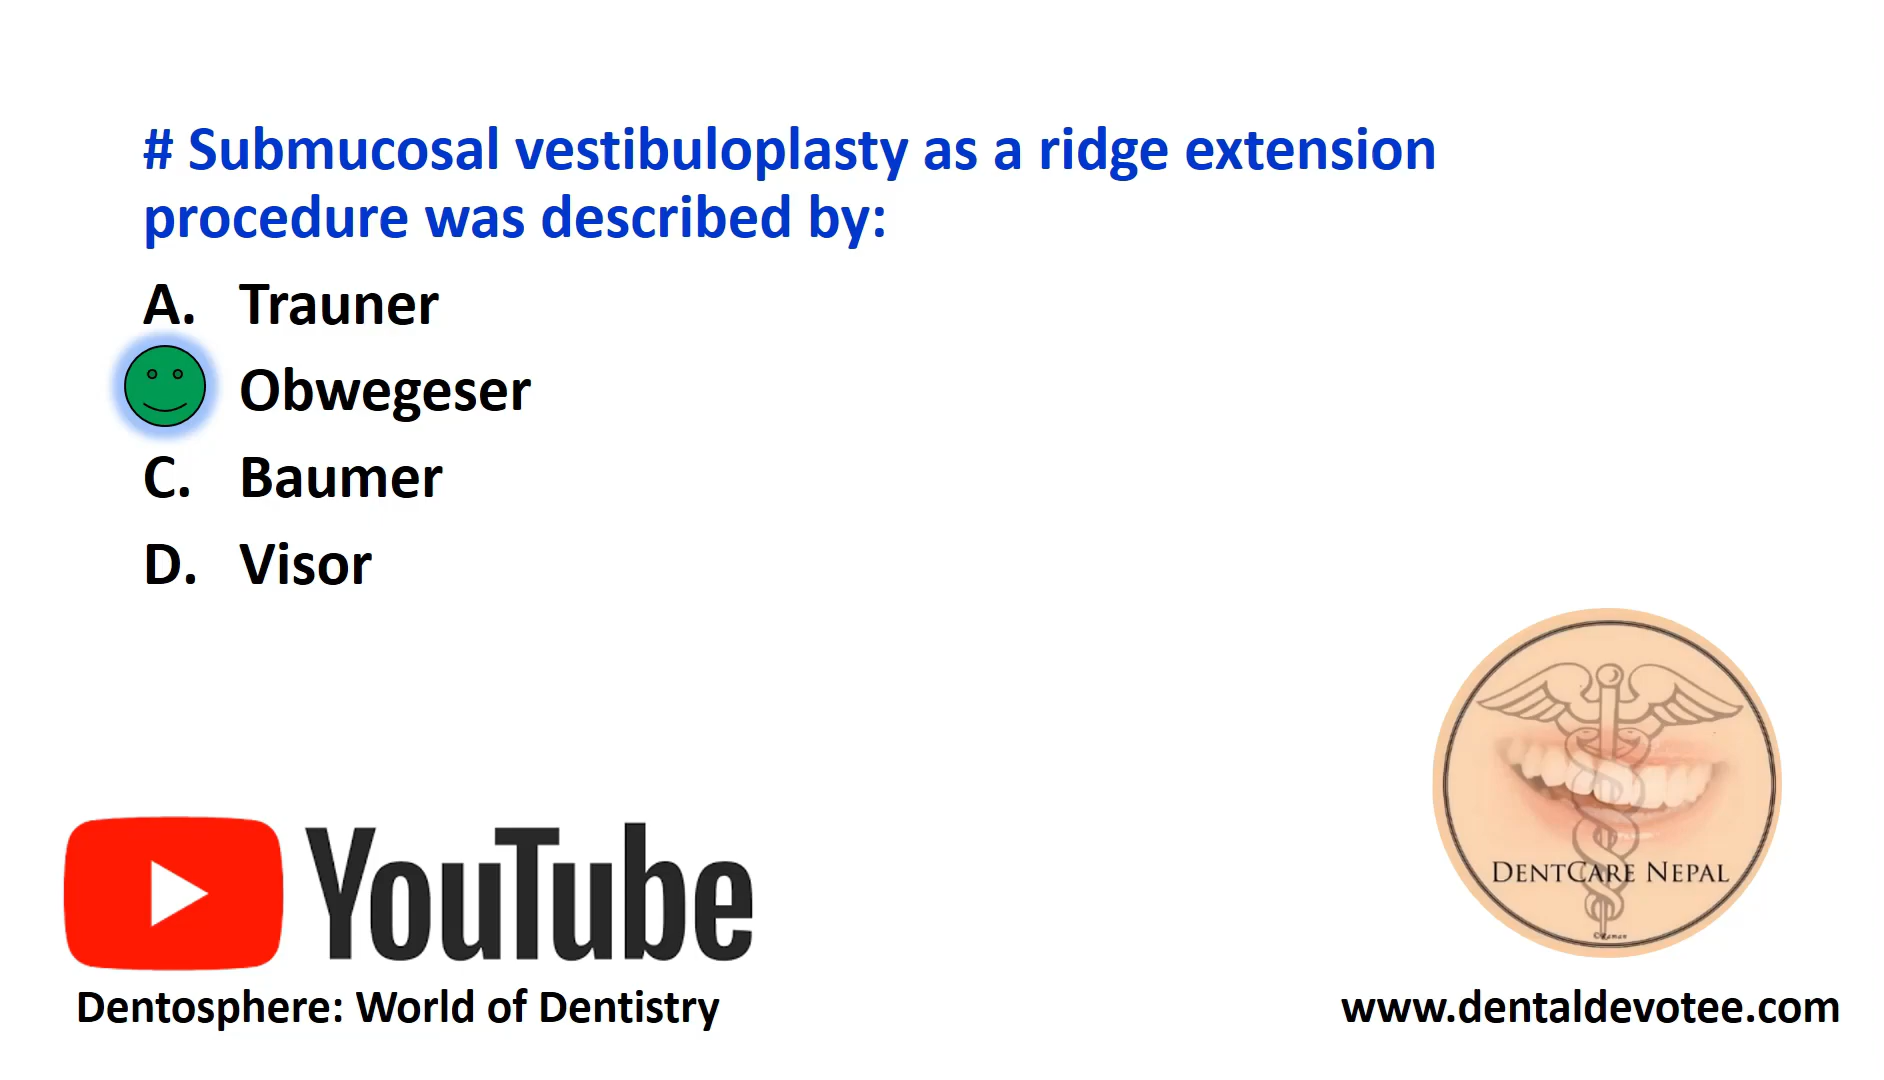 # Submucosal vestibuloplasty as a ridge extension
procedure was described by:
A. Trauner
Obwegeser
C. Baumer
D. Visor
DENTCARE NEPAL
YouTube
Dentosphere: World of Dentistry
www.dentaldevotee.com